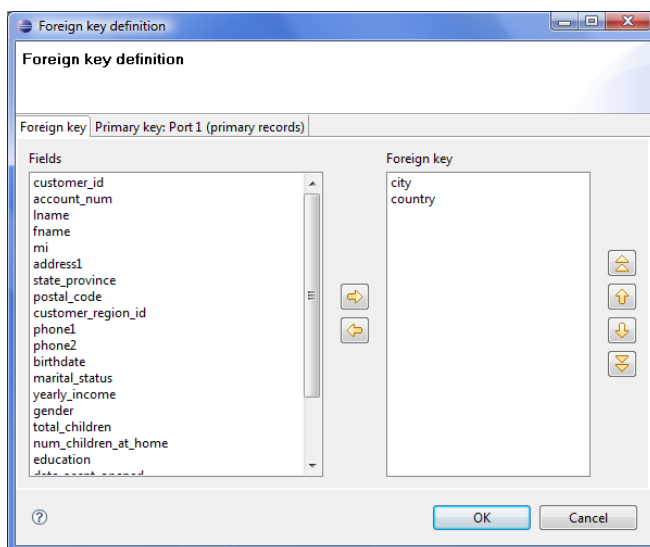 Foreign key definition
Foreign key definition
Foreign key Primary key: Port 1 (primary records)
Fields
Foreign key
customer_id
account_num
lname
fname
mi
address1
state_province
postal_code
customer_region_id
phone1
phone2
birthdate
marital_status
yearly_income
gender
total_children
num_children_at_home
education
city
country
OK
Cancel